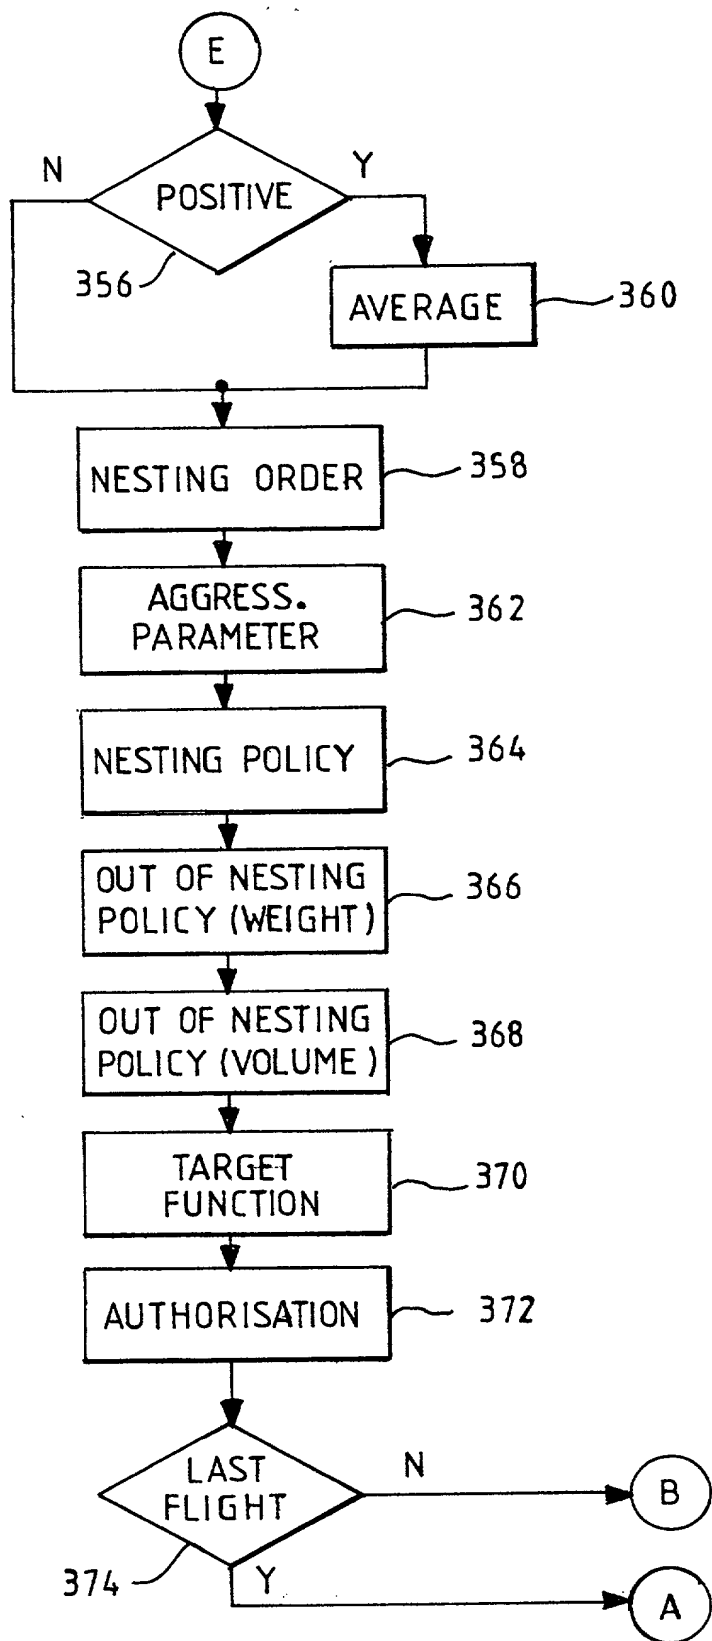 E
N
Y
POSITIVE
356
AVERAGE
360
NESTING ORDER
358
AGGRESS.
PARAMETER
362
NESTING POLICY
364
OUT OF NESTING
POLICY (WEIGHT)
366
OUT OF NESTING
POLICY (VOLUME)
368
TARGET
FUNCTION
370
AUTHORISATION
372
LAST
FLIGHT
N
B
374
Y
A